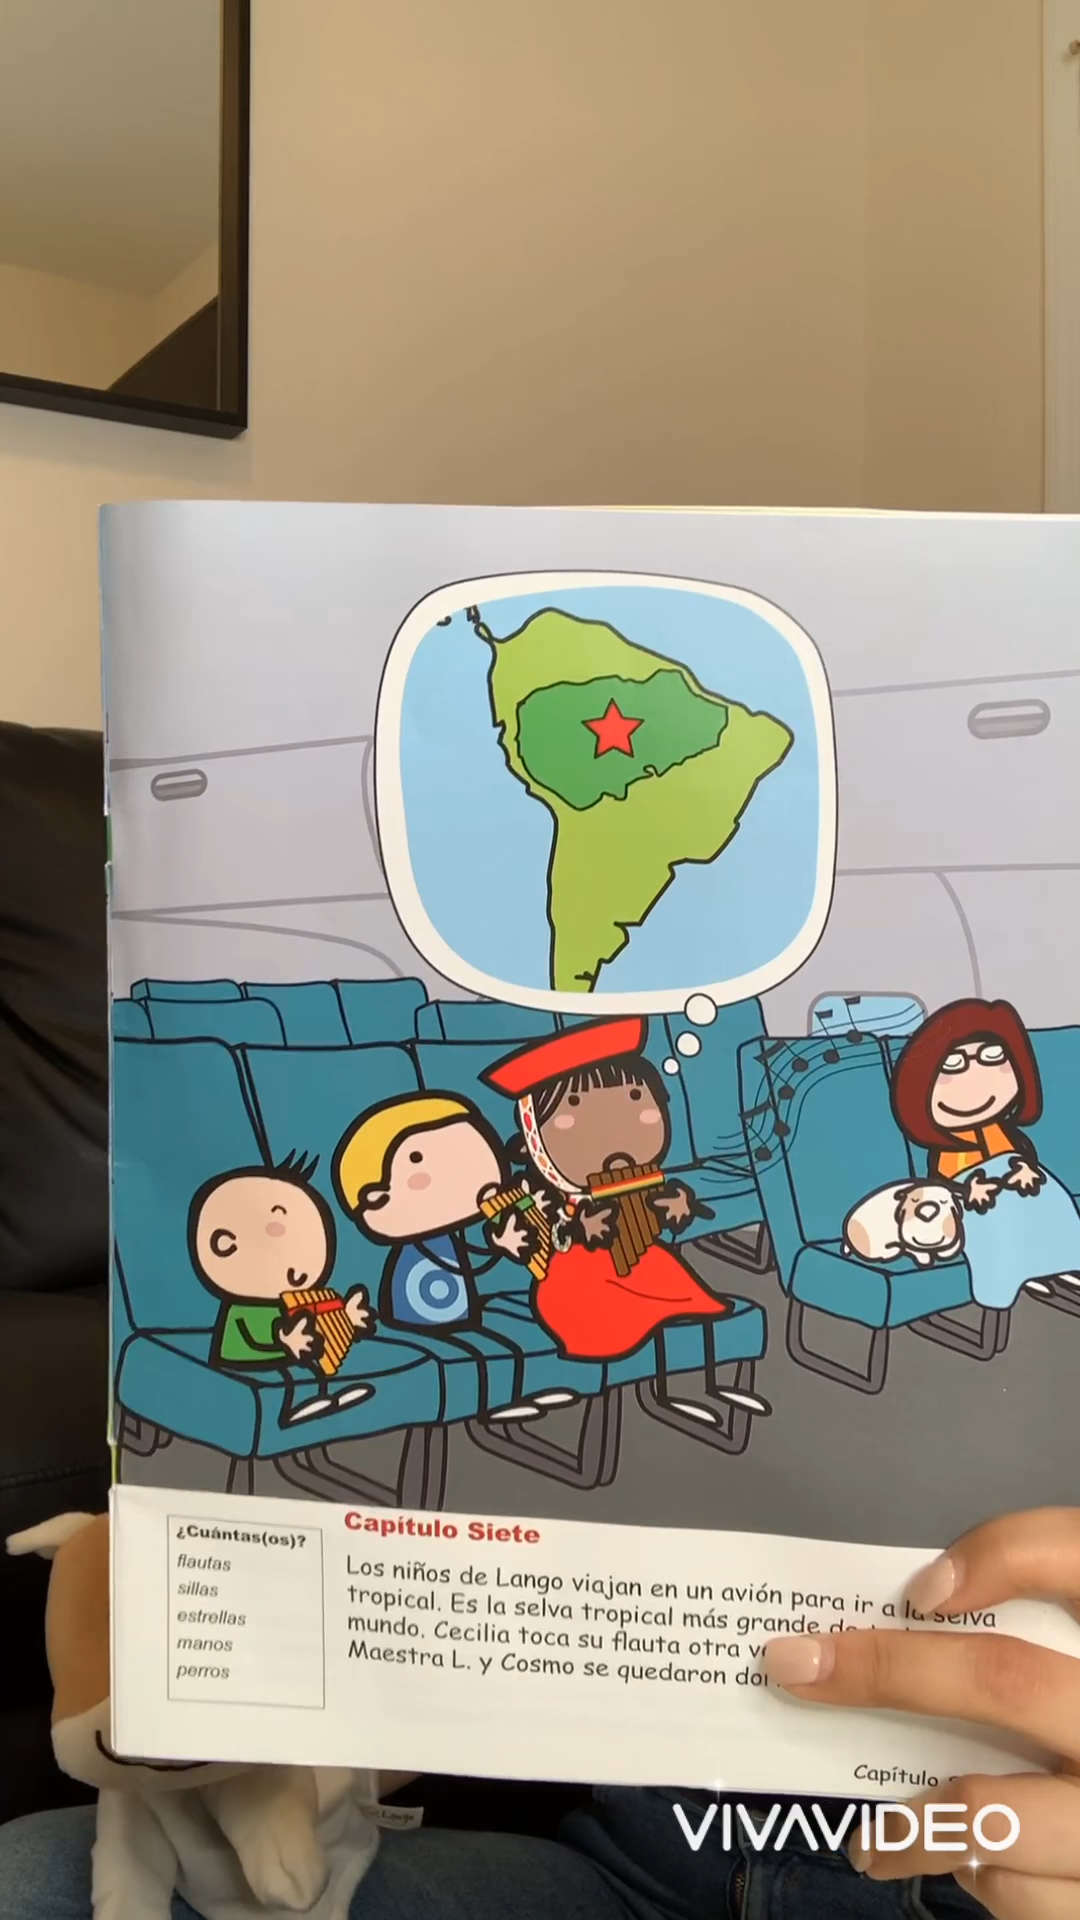 ¿Cuántas(os)?
flautas
sillas
estrellas
manos
perros
Capítulo Siete
Los niños de Lango viajan en un avión para ir a la selva
tropical. Es la selva tropical más grande
mundo. Cecilia toca su flauta otra
Maestra L. y Cosmo se quedaron
Capítulo
Lango
VIVAVIDEO